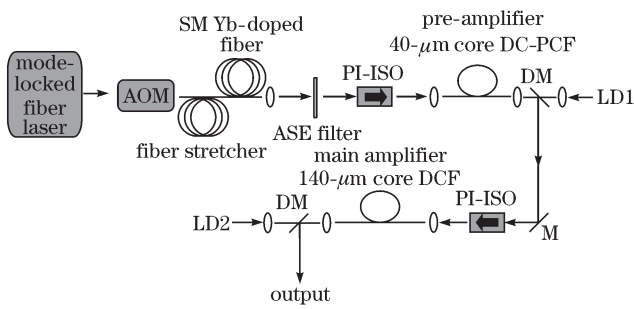 SM Yb-doped
fiber
pre-amplifier
40-μm core DC-PCF
mode-
locked
fiber
laser
AOM
PI-ISO
DM
LD1
fiber stretcher
ASE filter
main amplifier
140-μm core DCF
PI-ISO
DM
LD2
M
output